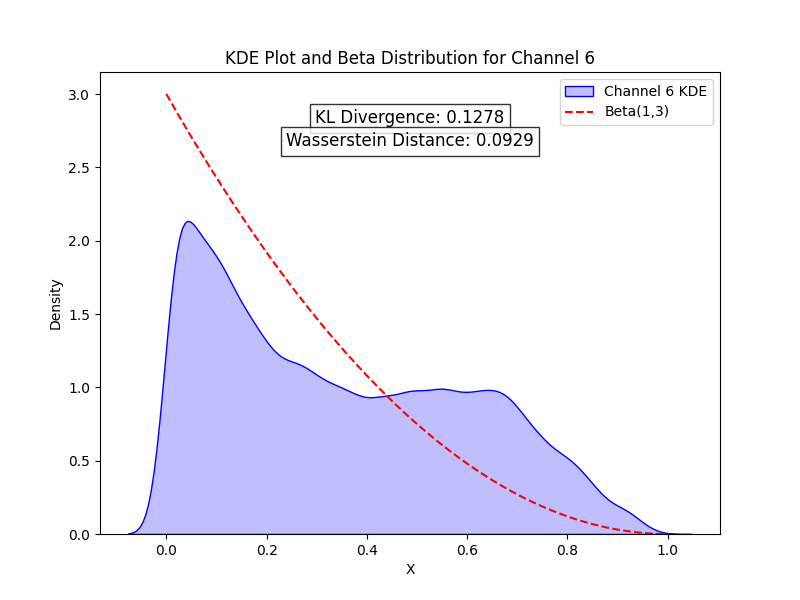 KDE Plot and Beta Distribution for Channel 6
KL Divergence: 0.1278
Wasserstein Distance: 0.0929
Channel 6 KDE
Beta(1,3)
Density
3.0
2.5
2.0
1.5
1.0
0.5
0.0
0.0 0.2 0.4 0.6 0.8 1.0
X